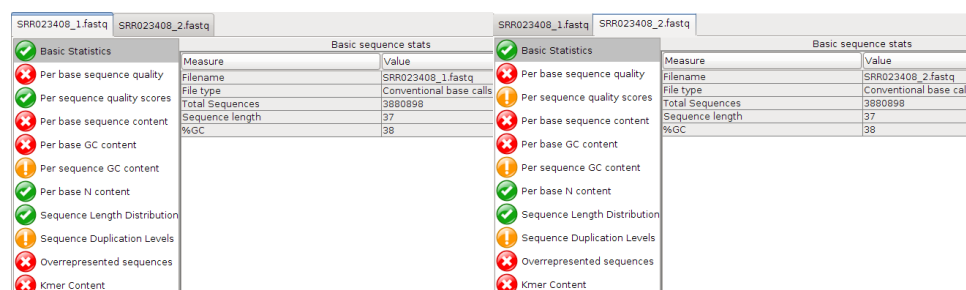 SRR023408_1.fastq SRR023408_2.fastq
Basic Statistics
Per base sequence quality
Per sequence quality scores
Per base sequence content
Per base GC content
Per sequence GC content
Per base N content
Sequence Length Distribution
Sequence Duplication Levels
Overrepresented sequences
Kmer Content
Basic sequence stats
Measure Value
Filename SRR023408_1.fastq
File type Conventional base calls
Total Sequences 3880898
Sequence length 37
%GC 38
SRR023408_1.fastq SRR023408_2.fastq
Basic Statistics
Per base sequence quality
Per sequence quality scores
Per base sequence content
Per base GC content
Per sequence GC content
Per base N content
Sequence Length Distribution
Sequence Duplication Levels
Overrepresented sequences
Kmer Content
Basic sequence stats
Measure Value
Filename SRR023408_2.fastq
File type Conventional base cal
Total Sequences 3880898
Sequence length 37
%GC 38